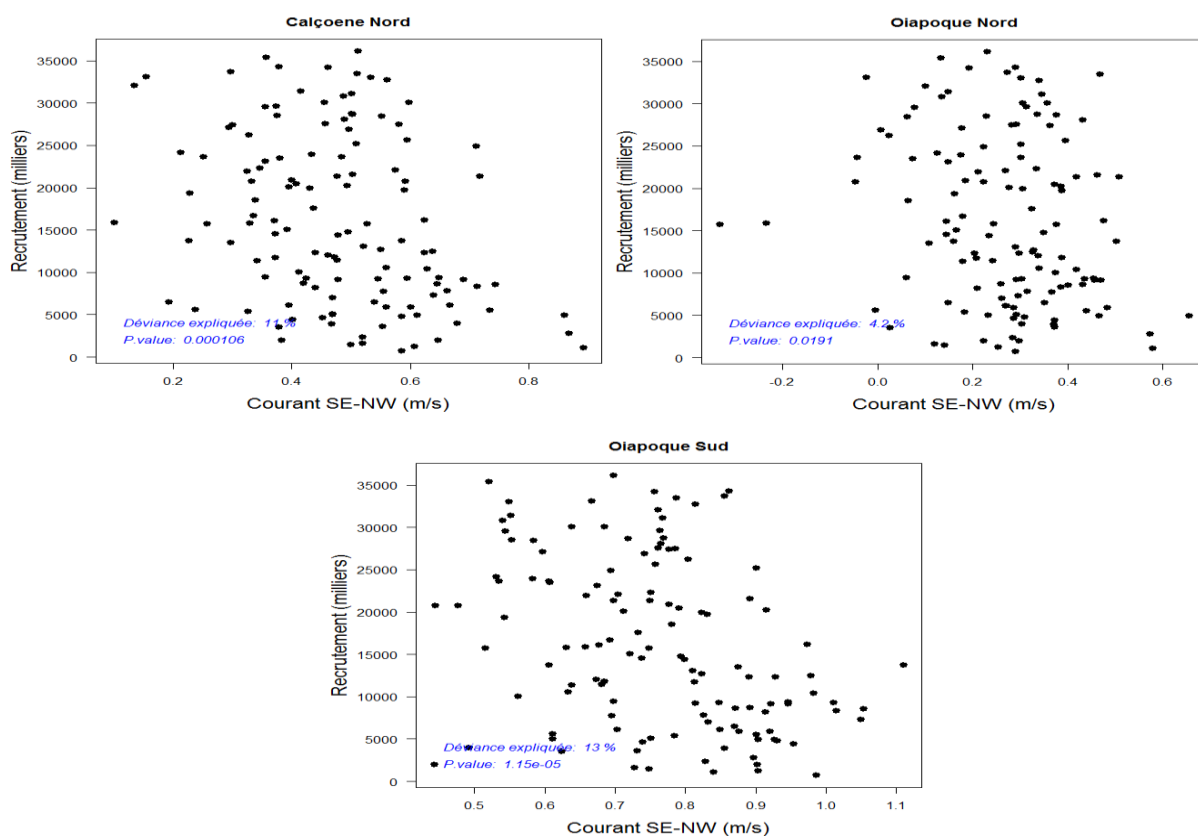 Calçoene Nord
35000
30000
25000
20000
15000
10000
5000
0
Recrutement (milliers)
Déviance expliquée: 11 %
P.value: 0.000106
0.2 0.4 0.6 0.8
Courant SE-NW (m/s)
Oiapoque Nord
35000
30000
25000
20000
15000
10000
5000
0
Recrutement (milliers)
Déviance expliquée: 4.2 %
P.value: 0.0191
-0.2 0.0 0.2 0.4 0.6
Courant SE-NW (m/s)
Oiapoque Sud
35000
30000
25000
20000
15000
10000
5000
0
Recrutement (milliers)
Déviance expliquée: 13 %
P.value: 1.15e-05
0.5 0.6 0.7 0.8 0.9 1.0 1.1
Courant SE-NW (m/s)